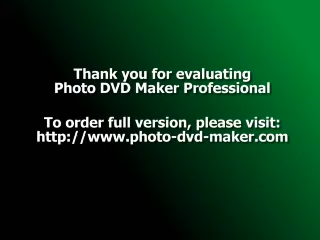 Thank you for evaluating
Photo DVD Maker Professional
To order full version, please visit:
http://www.photo-dvd-maker.com